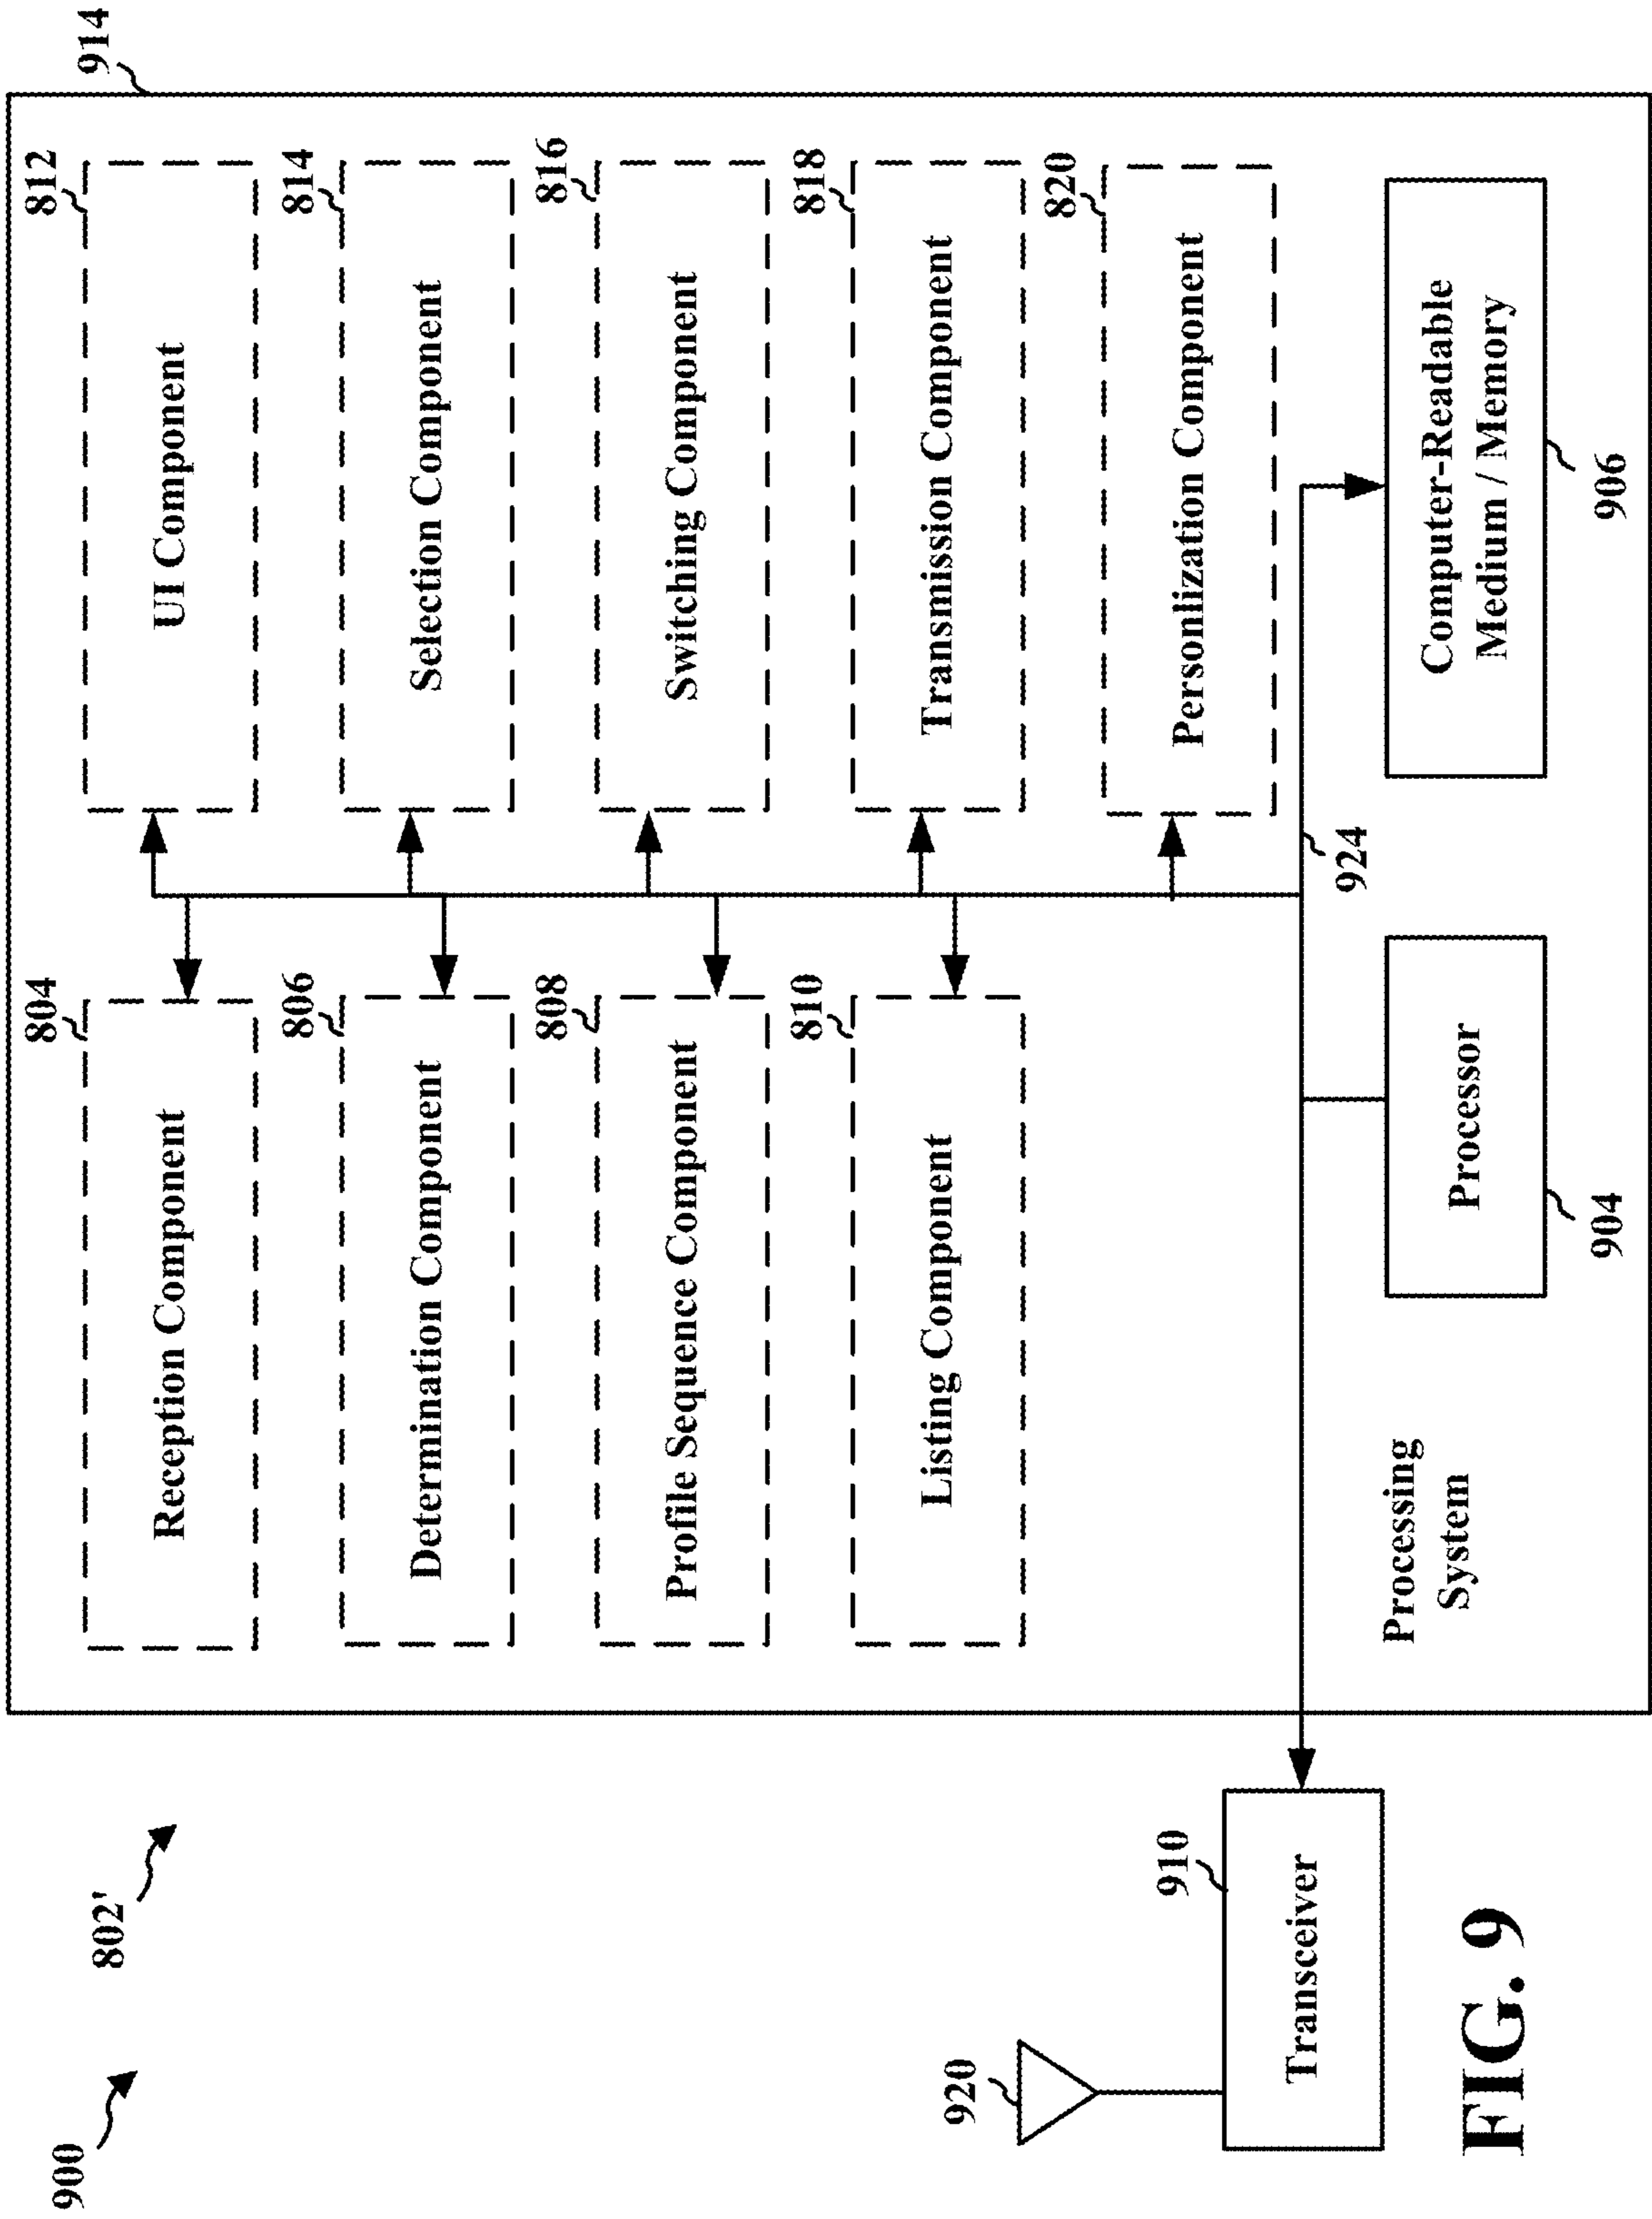 900
802'
914
804
Reception Component
812
UI Component
806
Determination Component
814
Selection Component
808
Profile Sequence Component
816
Switching Component
810
Listing Component
818
Transmission Component
820
Personlization Component
920
910
Transceiver
924
Processing
System
Processor
904
Computer-Readable
Medium / Memory
906
FIG. 9